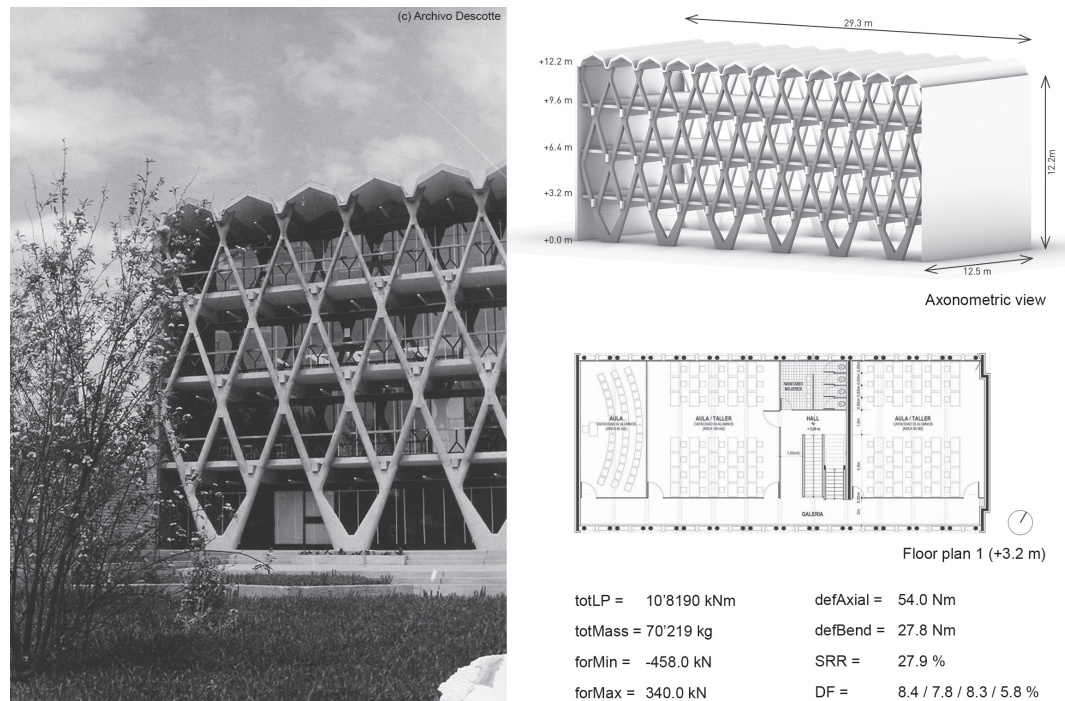 (c) Archivo Descotte
29.3 m
+12.2 m
+9.6 m
+6.4 m
+3.2 m
+0.0 m
12.2m
12.5 m
Axonometric view
SANITARIO
MUJERES
AULA
AULA / TALLER
HALL
AULA / TALLER
GALERIA
Floor plan 1 (+3.2 m)
totLP = 10'8190 kNm
totMass = 70'219 kg
forMin = -458.0 kN
forMax = 340.0 kN
defAxial = 54.0 Nm
defBend = 27.8 Nm
SRR = 27.9 %
DF = 8.4 / 7.8 / 8.3 / 5.8 %